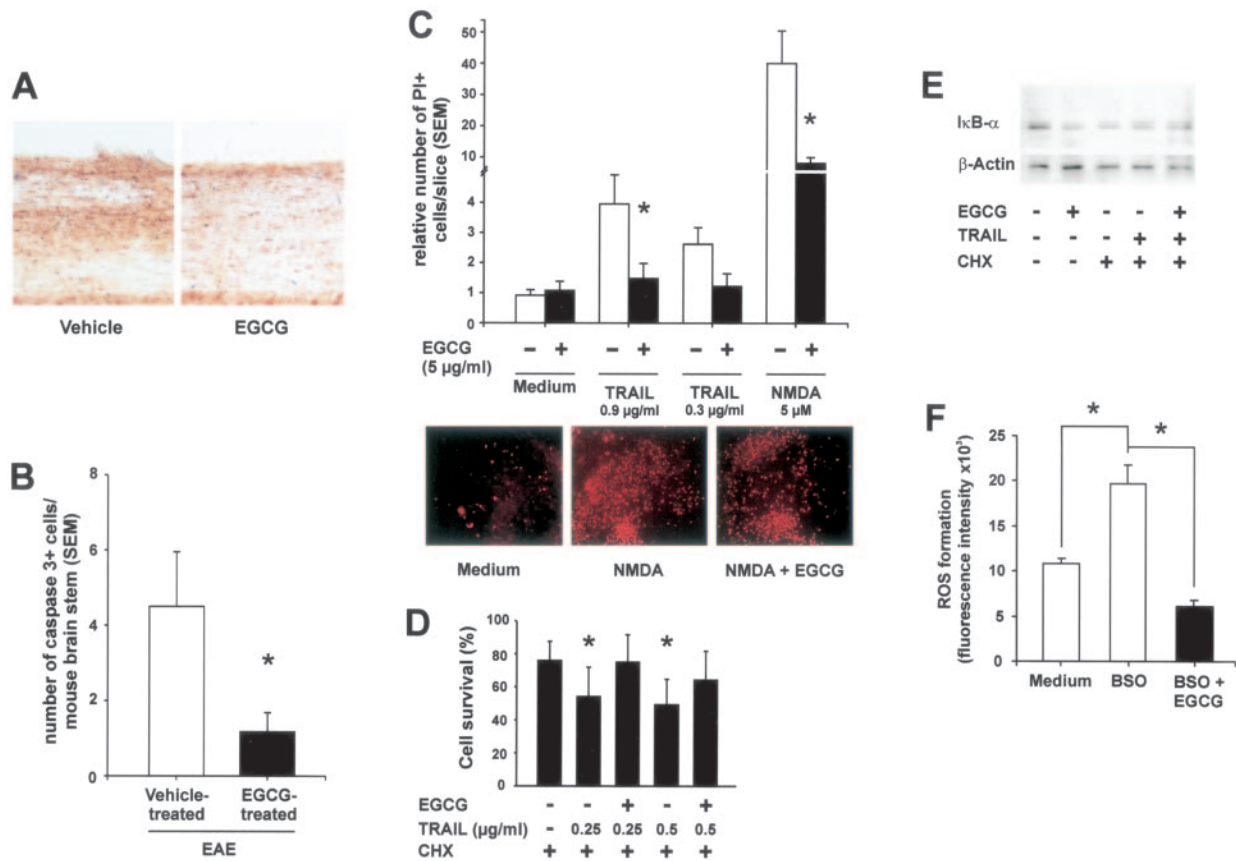 A
Vehicle EGCG
B
number of caspase 3+ cells/
mouse brain stem (SEM)
8
6
4
2
0
Vehicle- EGCG-
treated treated
EAE
C
relative number of PI+
cells/slice (SEM)
50
40
30
20
10
4
3
2
1
0
EGCG - + - + - + - +
(5 µg/ml)
Medium TRAIL TRAIL NMDA
0.9 µg/ml 0.3 µg/ml 5 µM
* *
Medium NMDA NMDA + EGCG
D
Cell survival (%)
100
80
60
40
20
0
* *
EGCG - - + - +
TRAIL (µg/ml) - 0.25 0.25 0.5 0.5
CHX + + + + +
*
E
IκB-α
β-Actin
EGCG - + - - +
TRAIL - - - + +
CHX - - + + +
F
ROS formation
(fluorescence intensity x10³)
25
20
15
10
5
0
* *
Medium BSO BSO +
EGCG